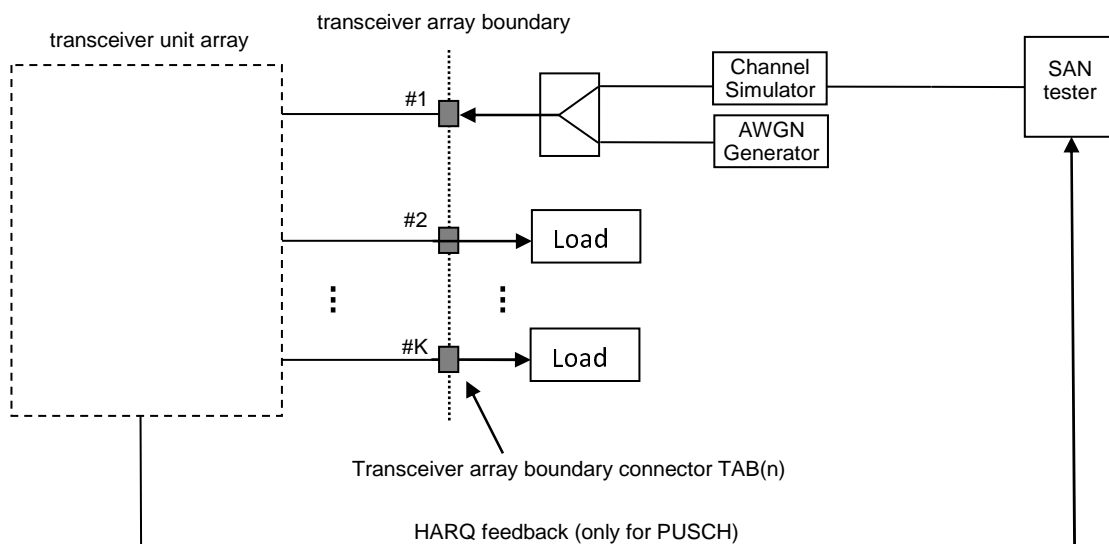 transceiver array boundary
transceiver unit array
#1
Channel
Simulator
AWGN
Generator
SAN
tester
#2
Load
#K
Load
Transceiver array boundary connector TAB(n)
HARQ feedback (only for PUSCH)